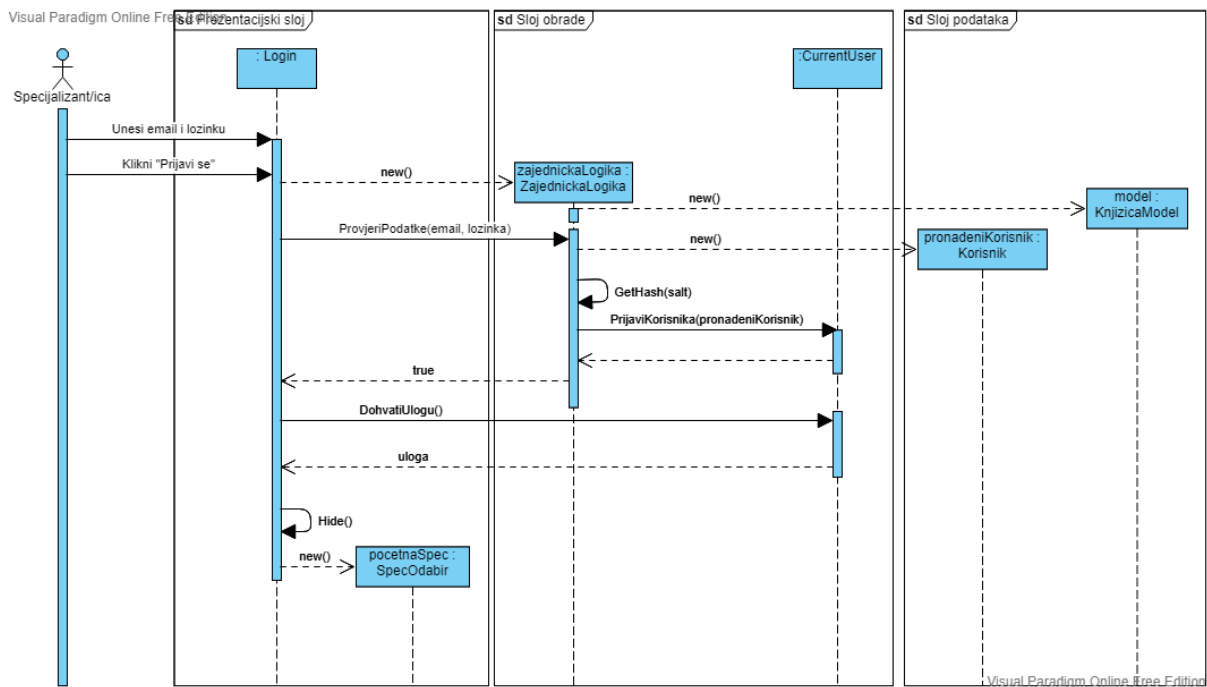 Visual Paradigm Online Free Edition
sd Prezentacijski sloj
sd Sloj obrade
sd Sloj podataka
: Login
:CurrentUser
Specijalizant/ica
Unesi email i lozinku
Klikni "Prijavi se"
new()
zajednickaLogika :
ZajednickaLogika
new()
model :
KnjizicaModel
ProvjeriPodatke(email, lozinka)
new()
pronadeniKorisnik :
Korisnik
GetHash(salt)
PrijaviKorisnika(pronadeniKorisnik)
true
DohvatiUlogu()
uloga
Hide()
new()
pocetnaSpec :
SpecOdabir
Visual Paradigm Online Free Edition